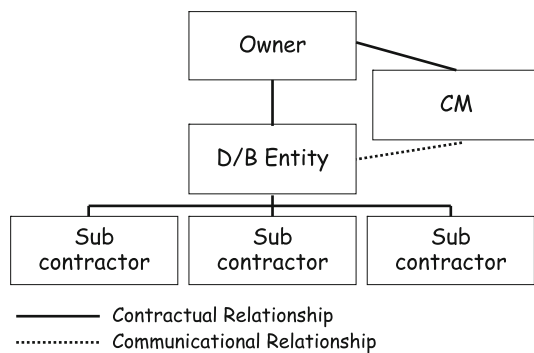 Owner
CM
D/B Entity
Sub
contractor
Sub
contractor
Sub
contractor
Contractual Relationship
Communicational Relationship